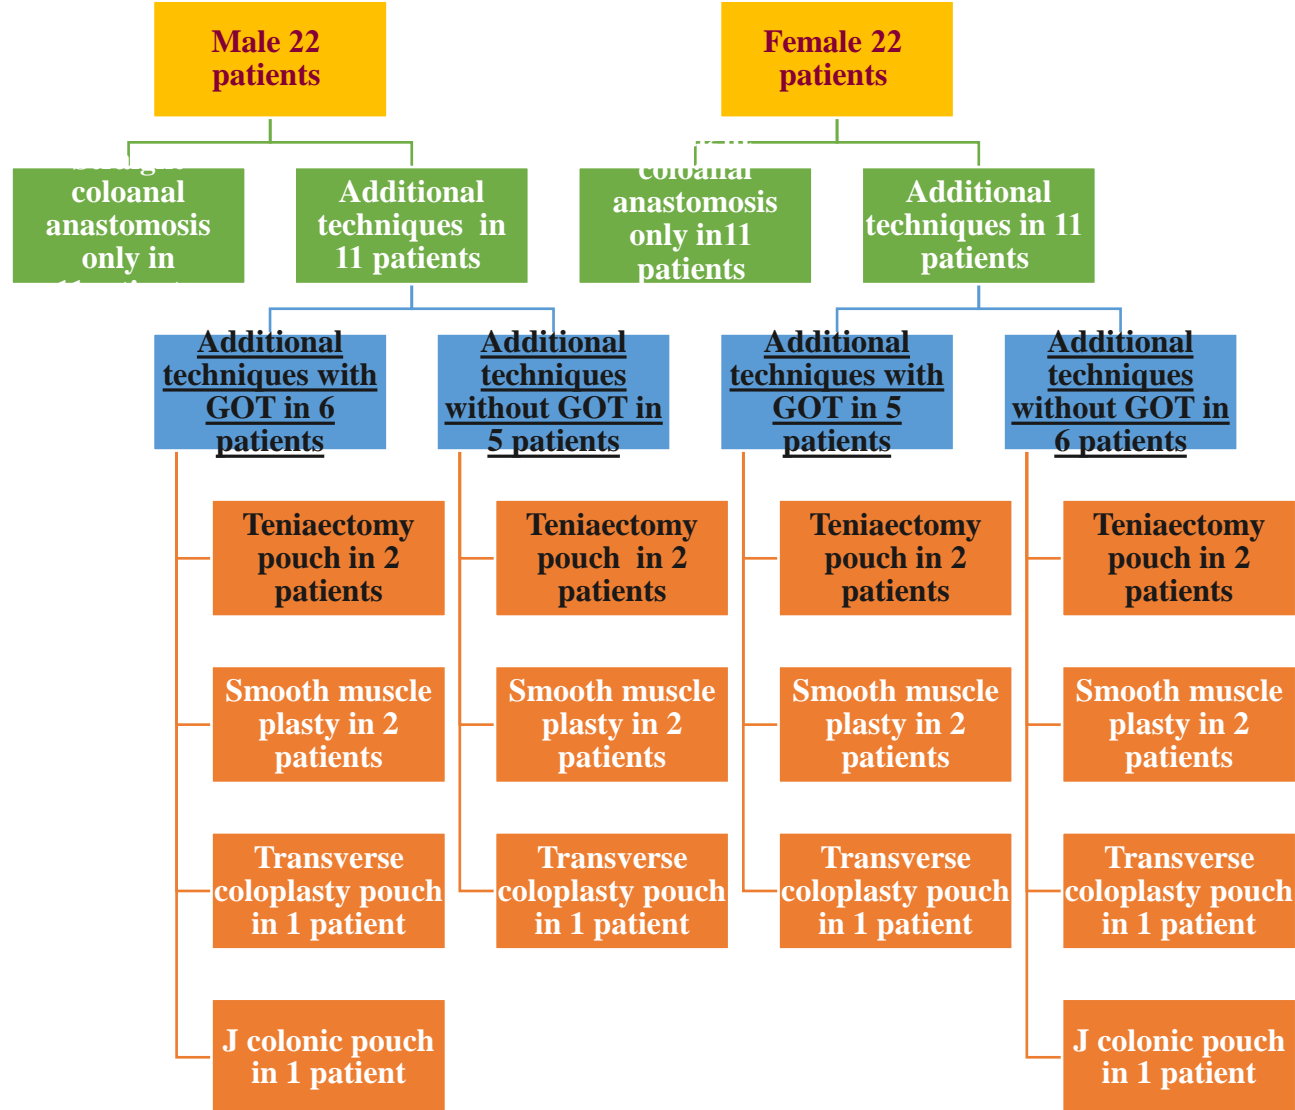 Male 22
patients
Female 22
patients
Straight
coloanal
anastomosis
only in
11 patients
Additional
techniques in
11 patients
coloanal
anastomosis
only in11
patients
Additional
techniques in 11
patients
Additional
techniques with
GOT in 6
patients
Additional
techniques
without GOT in
5 patients
Additional
techniques with
GOT in 5
patients
Additional
techniques
without GOT in
6 patients
Teniaectomy
pouch in 2
patients
Teniaectomy
pouch in 2
patients
Teniaectomy
pouch in 2
patients
Teniaectomy
pouch in 2
patients
Smooth muscle
plasty in 2
patients
Smooth muscle
plasty in 2
patients
Smooth muscle
plasty in 2
patients
Smooth muscle
plasty in 2
patients
Transverse
coloplasty pouch
in 1 patient
Transverse
coloplasty pouch
in 1 patient
Transverse
coloplasty pouch
in 1 patient
Transverse
coloplasty pouch
in 1 patient
J colonic pouch
in 1 patient
J colonic pouch
in 1 patient